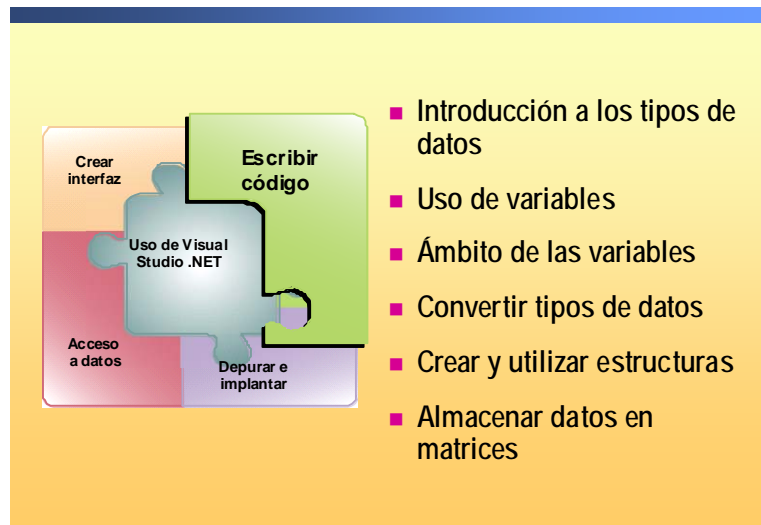 Crear
interfaz
Escribir
código
Uso de Visual
Studio .NET
Acceso
a datos
Depurar e
implantar
Introducción a los tipos de
datos
Uso de variables
Ámbito de las variables
Convertir tipos de datos
Crear y utilizar estructuras
Almacenar datos en
matrices